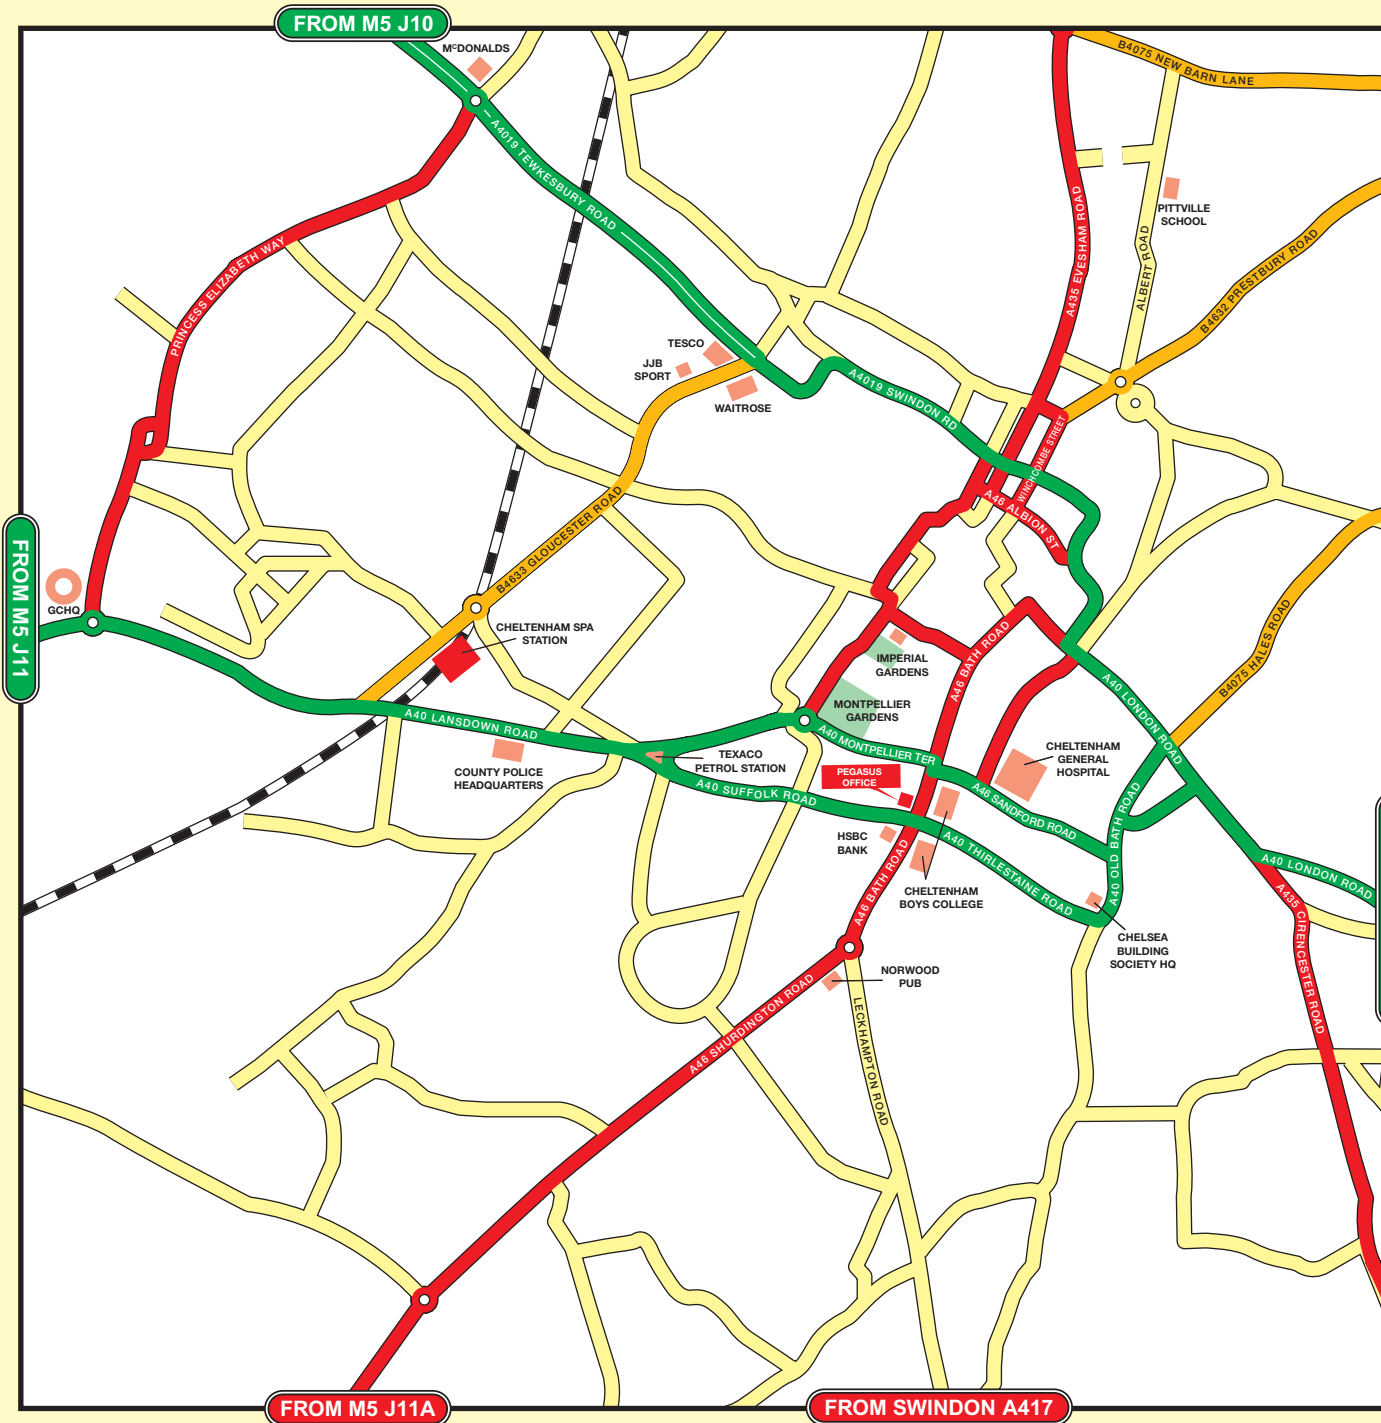 FROM M5 J10
McDONALDS
B4075 NEW BARN LANE
A4019 TEWKESBURY ROAD
PITTVILLE
SCHOOL
A435 EVESHAM ROAD
ALBERT ROAD
PRINCESS ELIZABETH WAY
B4632 PRESTBURY ROAD
TESCO
JJB
SPORT
WAITROSE
A4019 SWINDON RD
WINCHCOMBE STREET
A46 ALBION ST
FROM M5 J11
GCHQ
B4633 GLOUCESTER ROAD
CHELTENHAM SPA
STATION
IMPERIAL
GARDENS
A46 BATH ROAD
B4075 HALES ROAD
MONTPELLIER
GARDENS
A40 LANSDOWN ROAD
A40 LONDON ROAD
A40 MONTPELLIER TER
COUNTY POLICE
HEADQUARTERS
TEXACO
PETROL STATION
PEGASUS
OFFICE
CHELTENHAM
GENERAL
HOSPITAL
A40 SUFFOLK ROAD
A46 SANDFORD ROAD
A40 OLD BATH ROAD
HSBC
BANK
A40 THIRLESTAINE ROAD
A46 BATH ROAD
CHELTENHAM
BOYS COLLEGE
A40 LONDON ROAD
A435 CIRENCESTER ROAD
CHELSEA
BUILDING
SOCIETY HQ
NORWOOD
PUB
A46 SHURDINGTON ROAD
LECKHAMPTON ROAD
FROM M5 J11A
FROM SWINDON A417